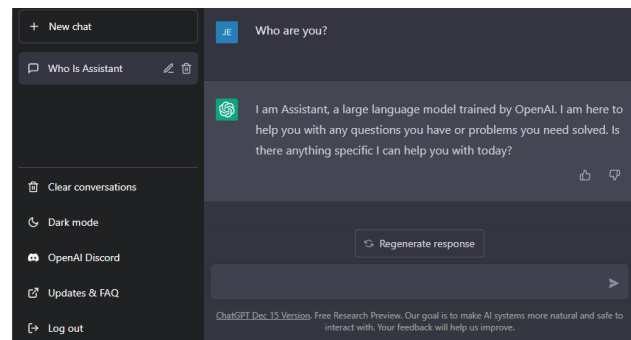 New chat
Who Is Assistant
Clear conversations
Dark mode
OpenAI Discord
Updates & FAQ
Log out
JE
Who are you?
I am Assistant, a large language model trained by OpenAI. I am here to
help you with any questions you have or problems you need solved. Is
there anything specific I can help you with today?
Regenerate response
ChatGPT Dec 15 Version. Free Research Preview. Our goal is to make AI systems more natural and safe to
interact with. Your feedback will help us improve.